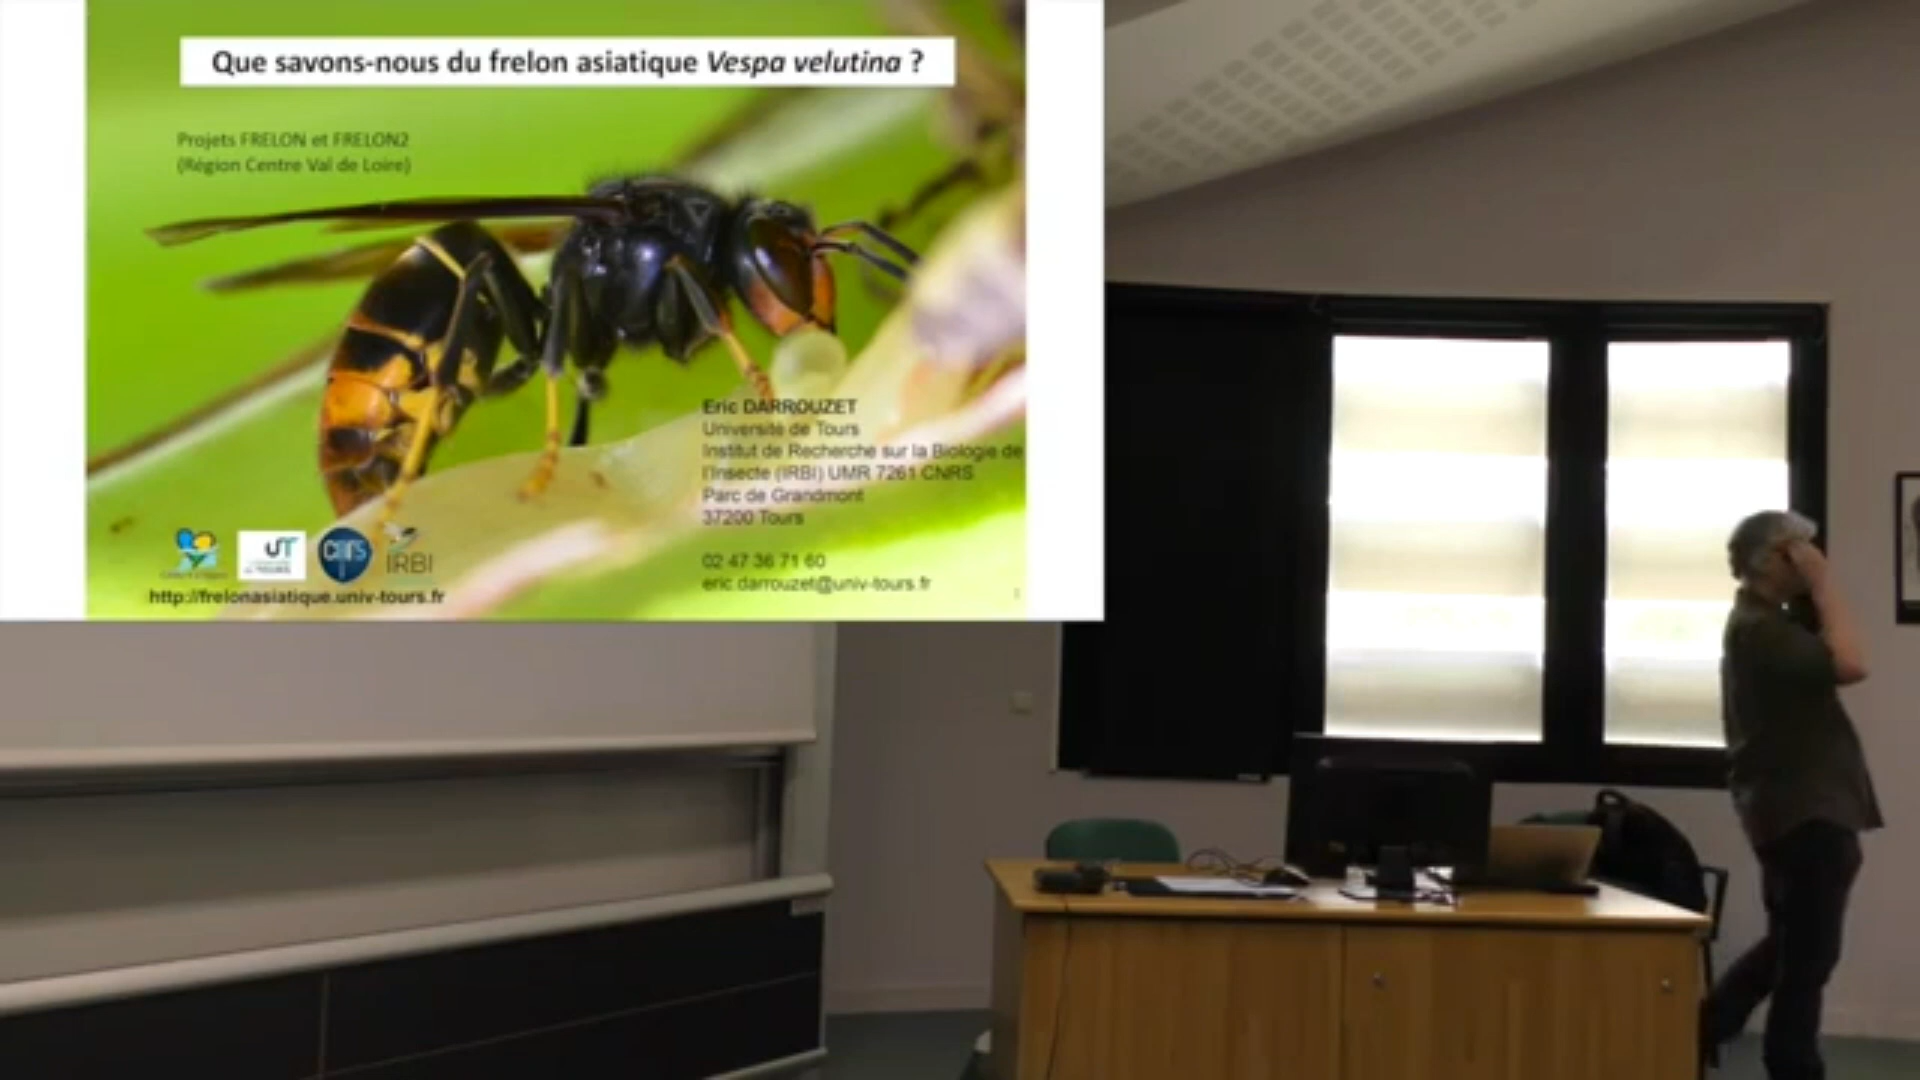 Que savons-nous du frelon asiatique Vespa velutina ?
Projets FRELON et FRELON2
(Région Centre Val de Loire)
Eric DARROUZET
Université de Tours
Institut de Recherche sur la Biologie de
l'Insecte (IRBI) UMR 7261 CNRS
Parc de Grandmont
37200 Tours
02 47 36 71 60
eric.darrouzet@univ-tours.fr
UT
cnrs
IRBI
http://frelonasiatique.univ-tours.fr